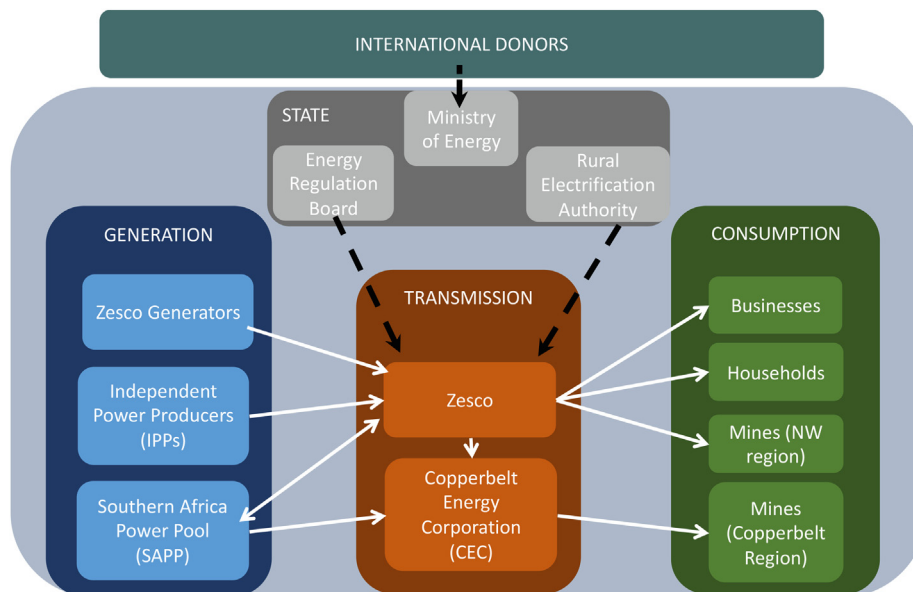 INTERNATIONAL DONORS
STATE
Ministry
of Energy
Energy
Regulation
Board
Rural
Electrification
Authority
GENERATION
Zesco Generators
Independent
Power Producers
(IPPs)
Southern Africa
Power Pool
(SAPP)
TRANSMISSION
Zesco
Copperbelt
Energy
Corporation
(CEC)
CONSUMPTION
Businesses
Households
Mines (NW
region)
Mines
(Copperbelt
Region)